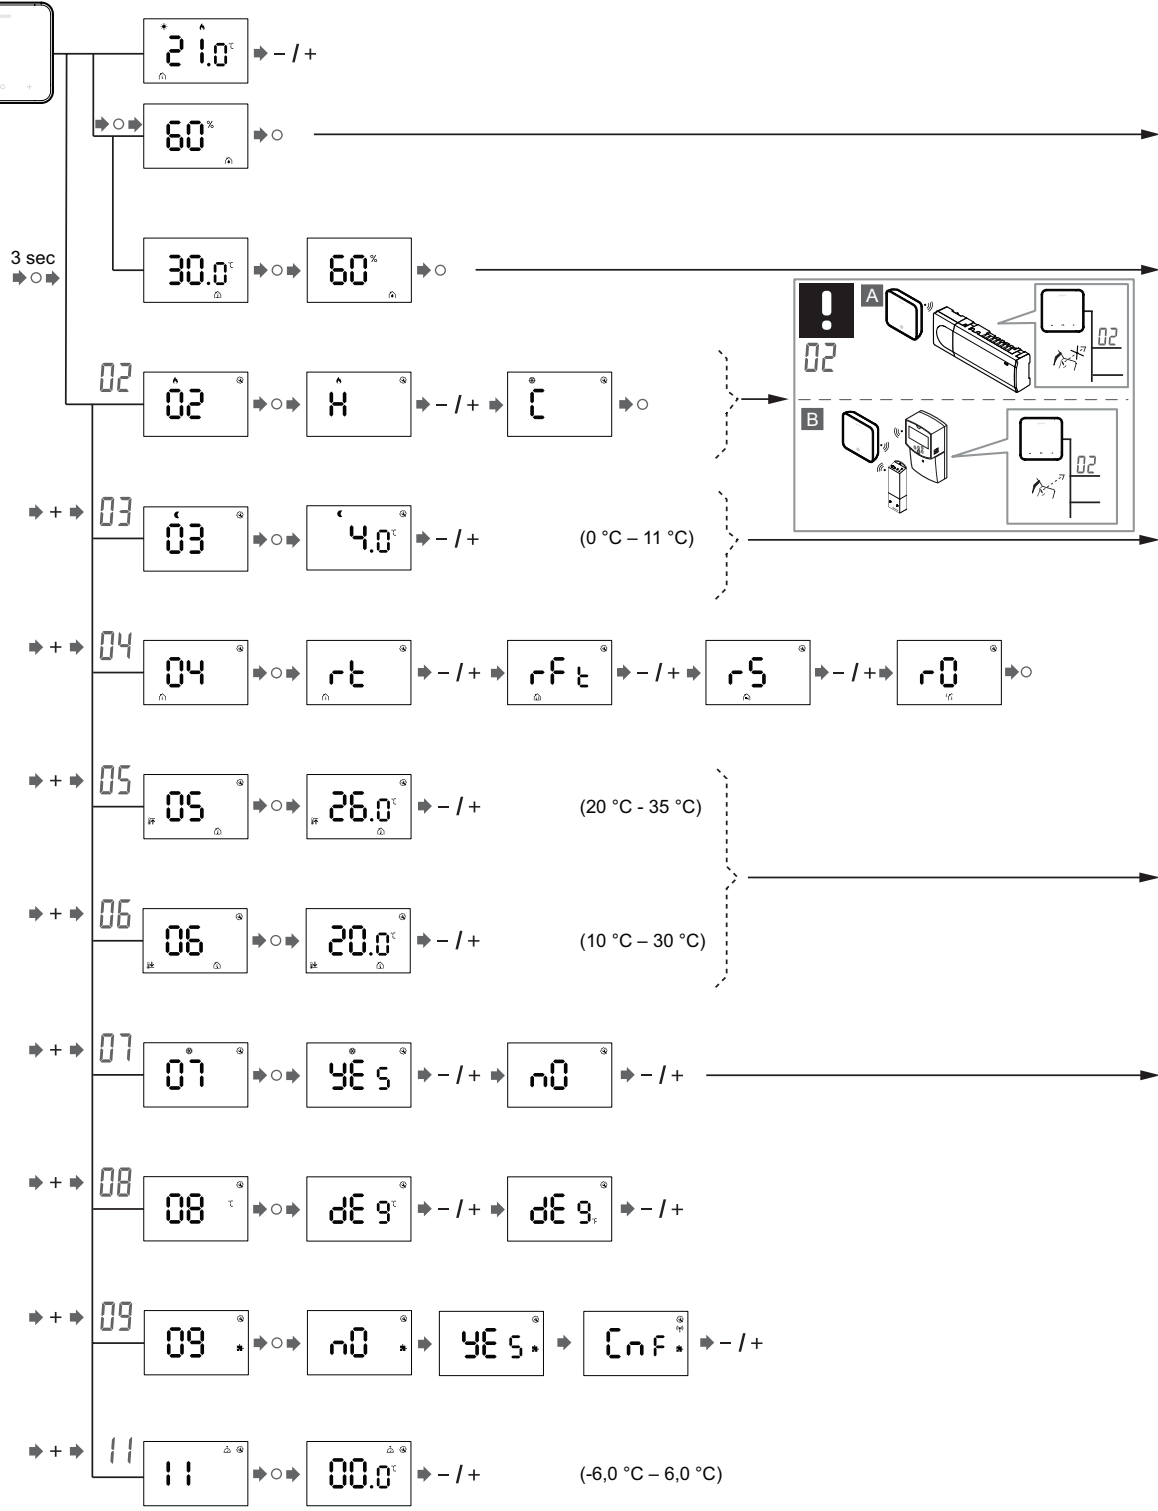 21.0 °C – / +
60 %
3 sec
30.0 °C 60 %
A
02
02
02 02 H – / + C
B
02
03 03 4.0 °C – / + (0 °C – 11 °C)
+
04 04 rt – / + rFt – / + rS – / + r0
+
05 05 26.0 °C – / + (20 °C - 35 °C)
+
06 06 20.0 °C – / + (10 °C – 30 °C)
+
07 07 YES – / + n0 – / +
+
08 08 °C dEg °C – / + dEg °F – / +
+
09 09 n0 YES CnF – / +
+
11 11 00.0 °C – / + (-6,0 °C – 6,0 °C)
+